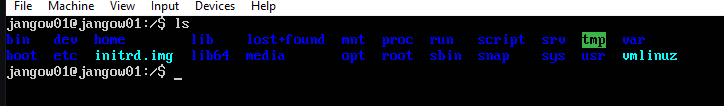 File Machine View Input Devices Help
jangow01@jangow01:/$ ls
bin dev home lib lost+found mnt proc run script srv tmp var
boot etc initrd.img lib64 media opt root sbin snap sys usr vmlinuz
jangow01@jangow01:/$ _